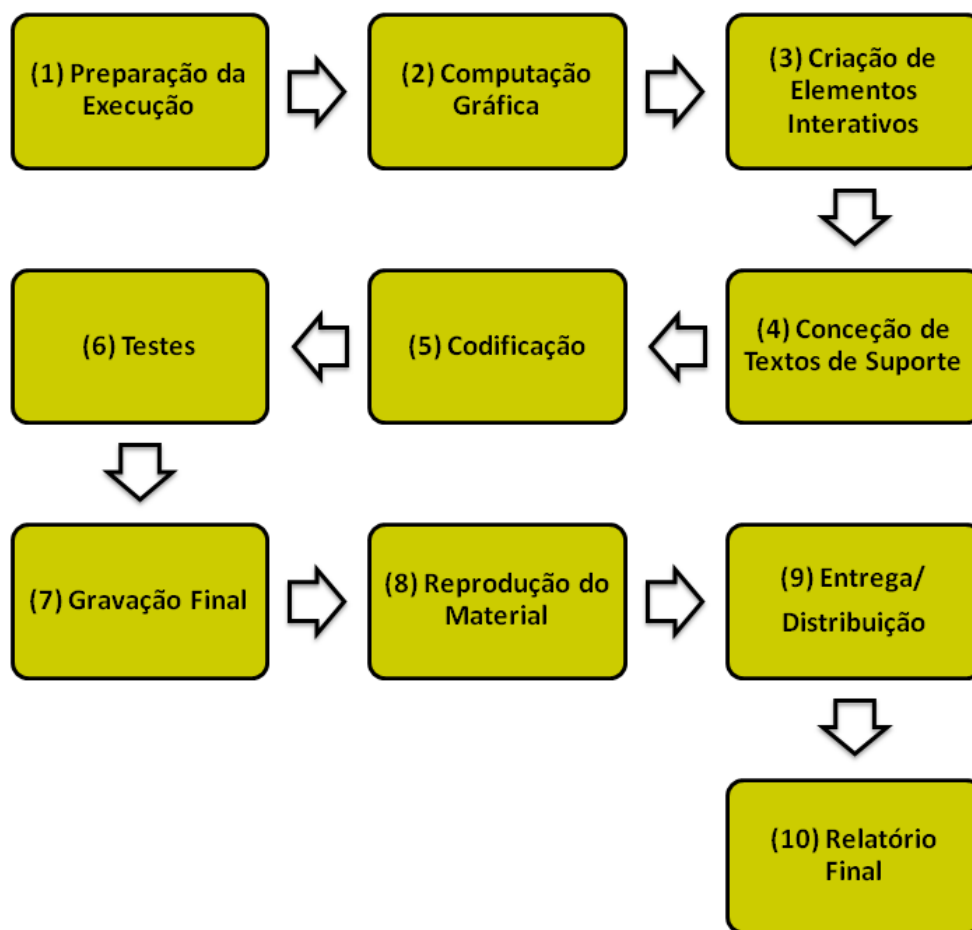 (1) Preparação da
Execução
(2) Computação
Gráfica
(3) Criação de
Elementos
Interativos
(4) Conceção de
Textos de Suporte
(5) Codificação
(6) Testes
(7) Gravação Final
(8) Reprodução do
Material
(9) Entrega/
Distribuição
(10) Relatório
Final